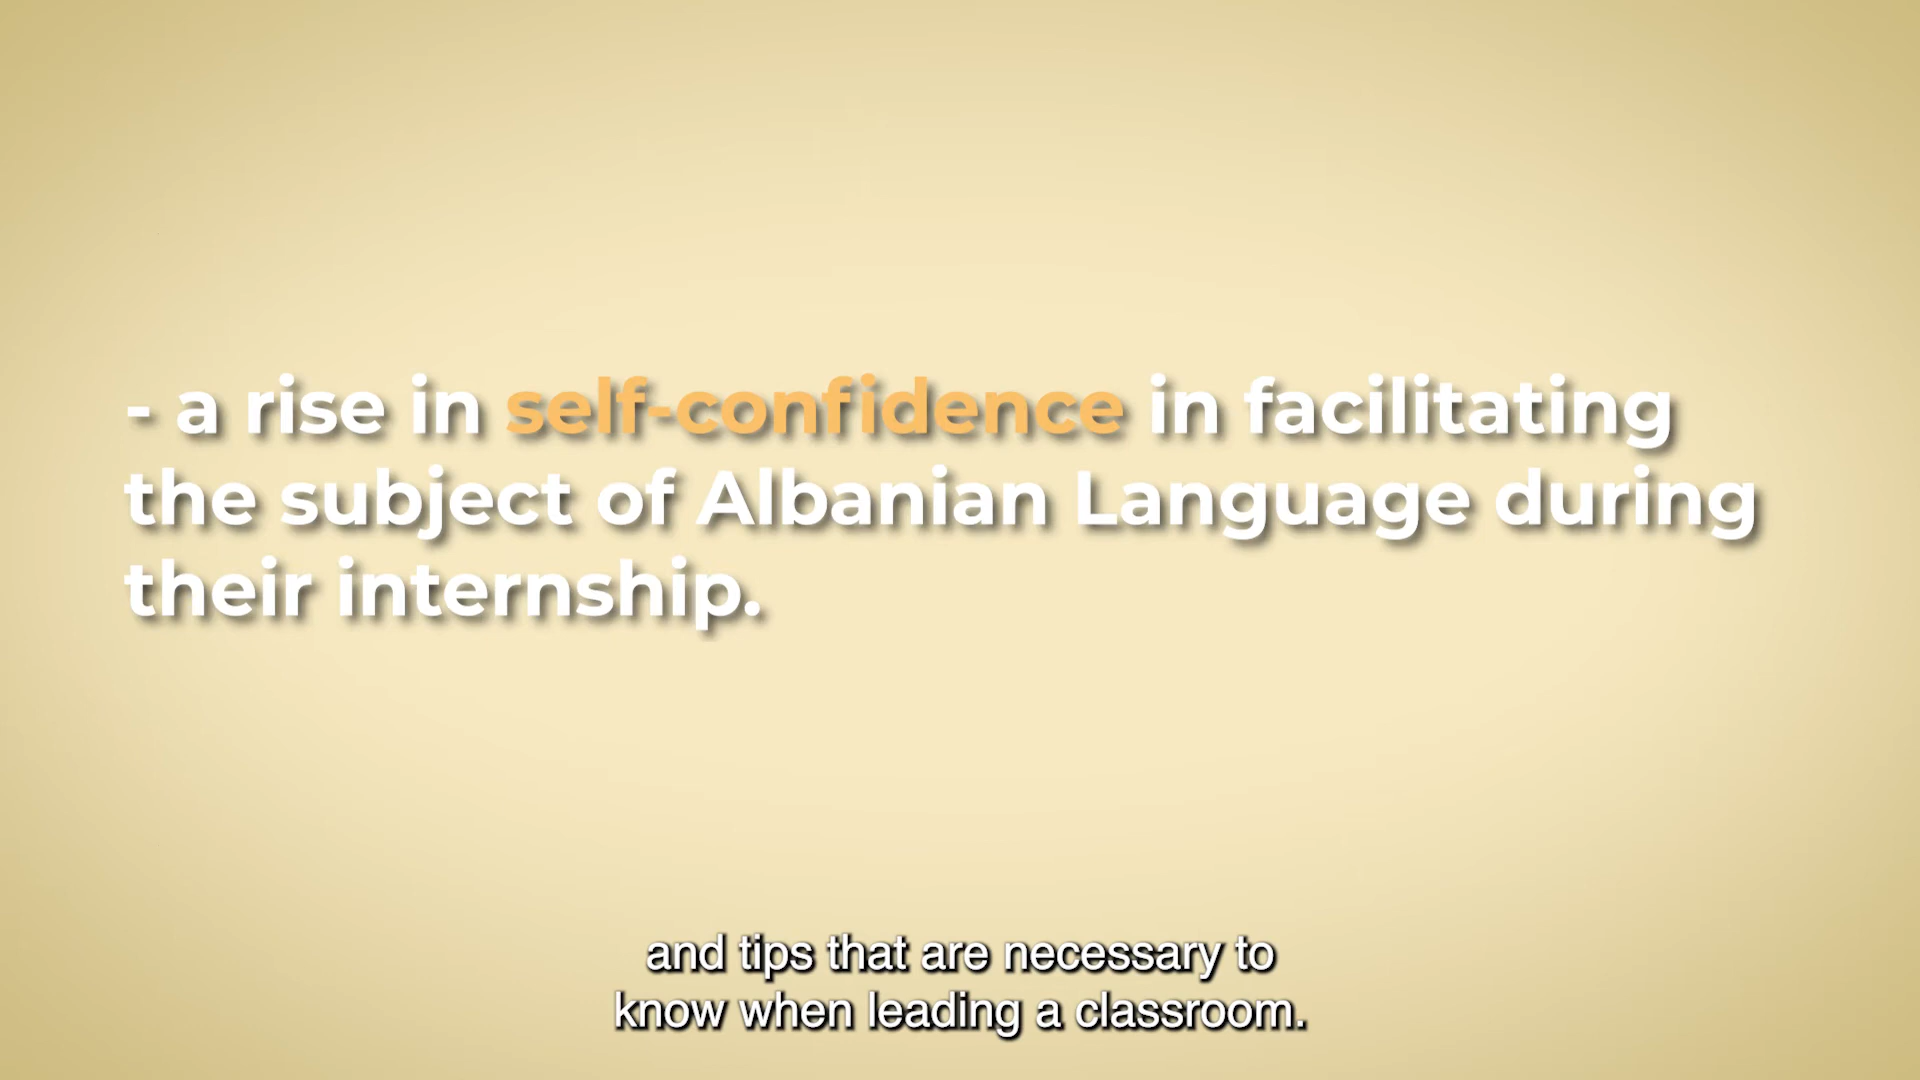 - a rise in self-confidence in facilitating
the subject of Albanian Language during
their internship.
and tips that are necessary to
know when leading a classroom.